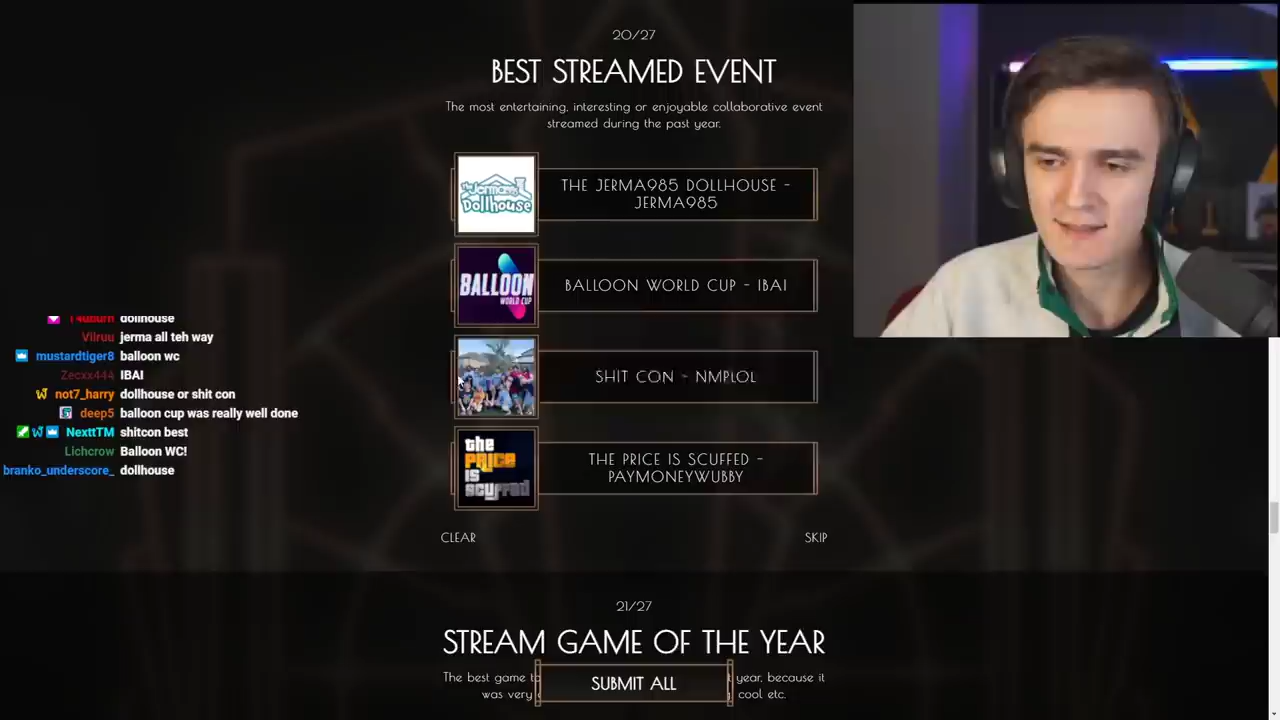 20/27
BEST STREAMED EVENT
The most entertaining, interesting or enjoyable collaborative event
streamed during the past year.
The Jerma985
Dollhouse
THE JERMA985 DOLLHOUSE -
JERMA985
BALLOON
WORLD CUP
BALLOON WORLD CUP - IBAI
SHIT CON - NMPLOL
the
PRICE
is
scuffed
THE PRICE IS SCUFFED -
PAYMONEYWUBBY
CLEAR
SKIP
dollhouse
Vilruu jerma all teh way
mustardtiger8 balloon wc
Zecxx444 IBAI
not7_harry dollhouse or shit con
deep5 balloon cup was really well done
NexttTM shitcon best
Lichcrow Balloon WC!
branko_underscore_ dollhouse
21/27
STREAM GAME OF THE YEAR
The best game
year, because it
was very
cool etc.
SUBMIT ALL